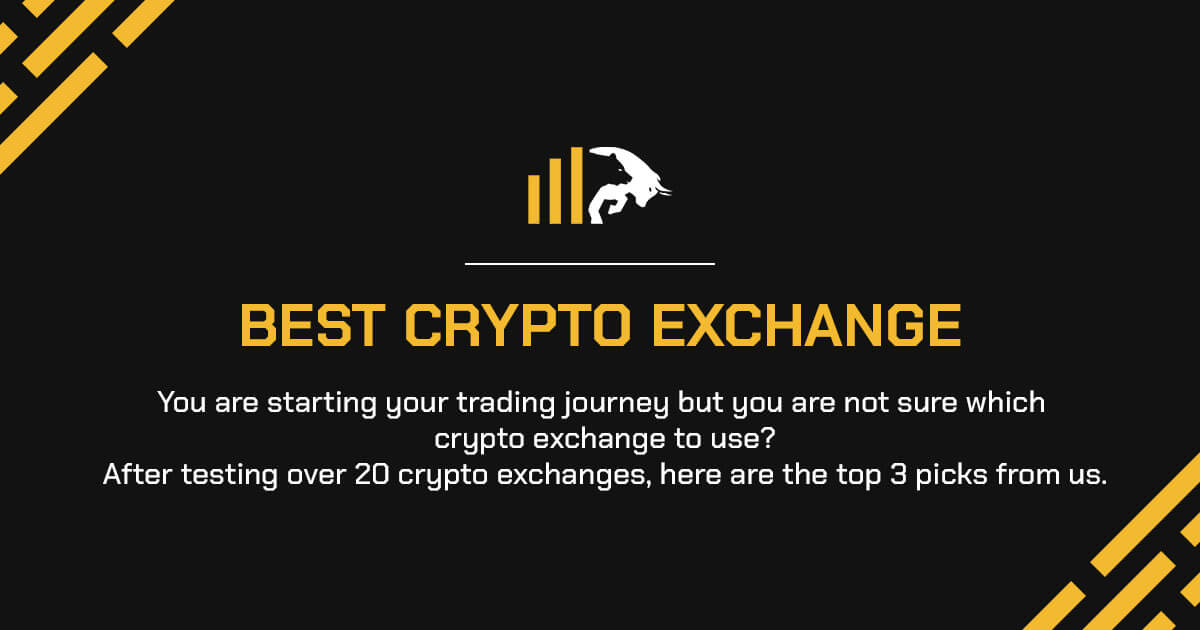 BEST CRYPTO EXCHANGE
You are starting your trading journey but you are not sure which
crypto exchange to use?
After testing over 20 crypto exchanges, here are the top 3 picks from us.